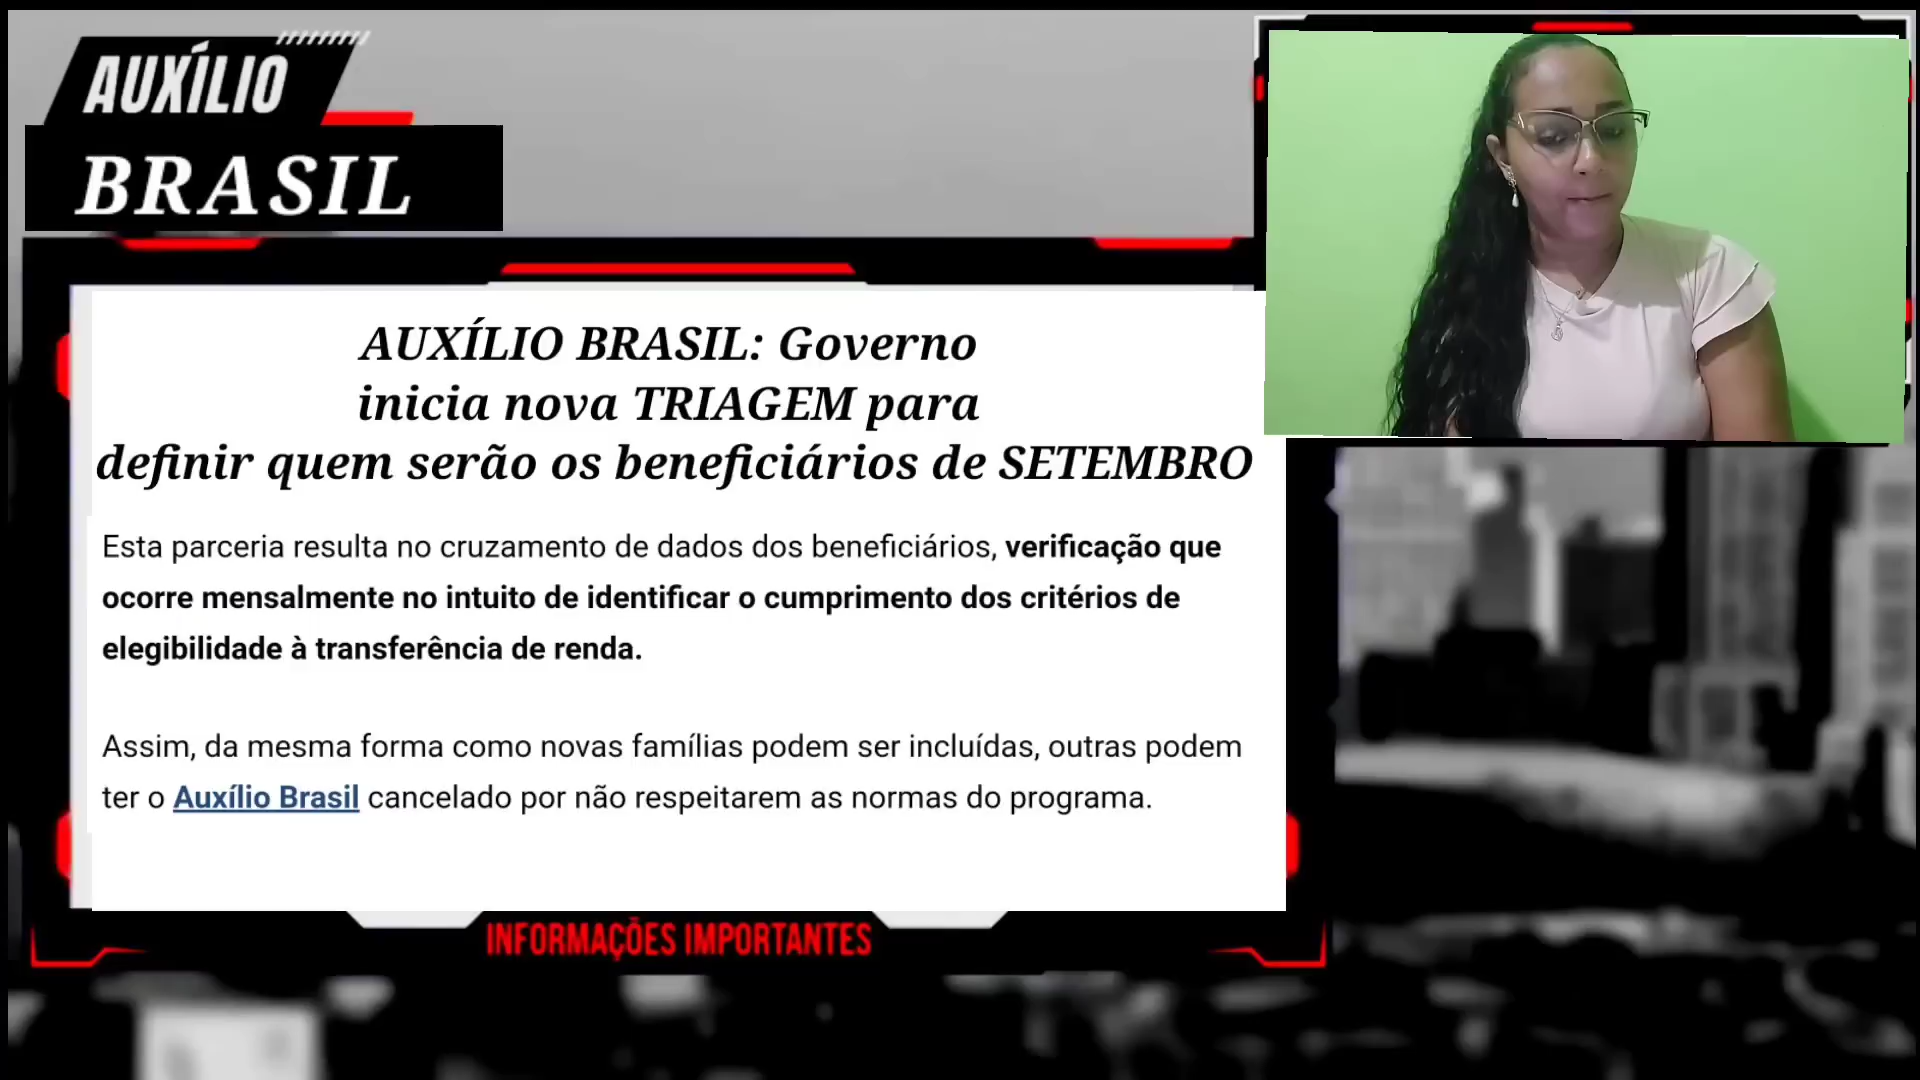 AUXÍLIO
BRASIL
AUXÍLIO BRASIL: Governo
inicia nova TRIAGEM para
definir quem serão os beneficiários de SETEMBRO
Esta parceria resulta no cruzamento de dados dos beneficiários, verificação que
ocorre mensalmente no intuito de identificar o cumprimento dos critérios de
elegibilidade à transferência de renda.
Assim, da mesma forma como novas famílias podem ser incluídas, outras podem
ter o Auxílio Brasil cancelado por não respeitarem as normas do programa.
INFORMAÇÕES IMPORTANTES